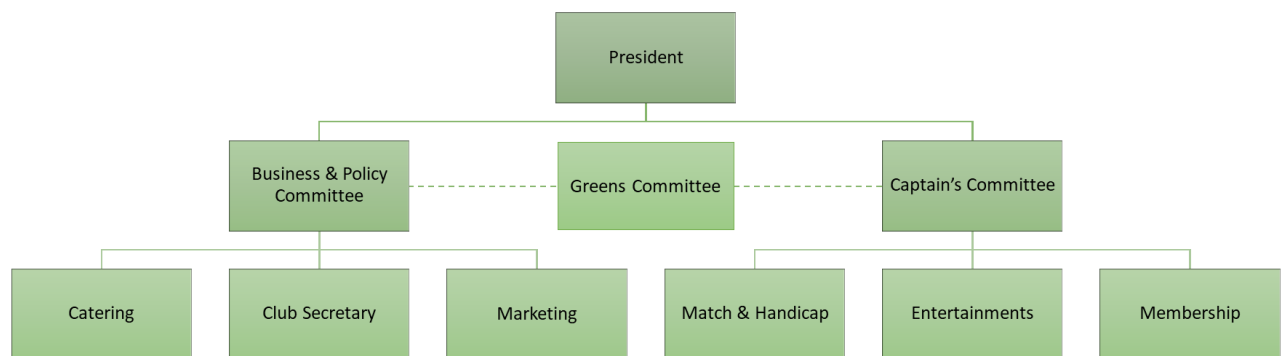 President
Business & Policy
Committee
Greens Committee
Captain’s Committee
Catering
Club Secretary
Marketing
Match & Handicap
Entertainments
Membership